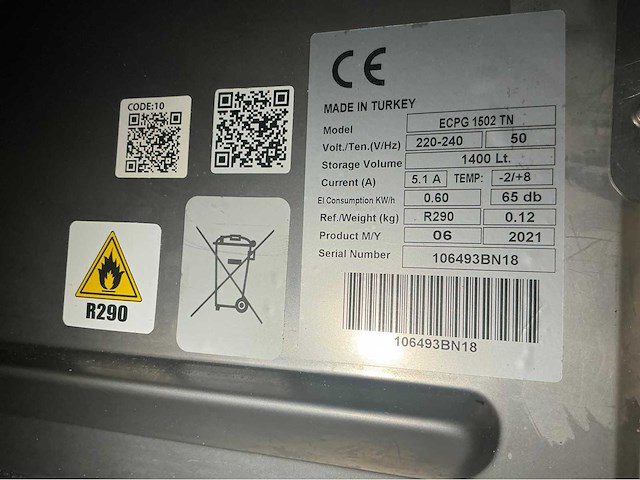 CE
MADE IN TURKEY
Model ECPG 1502 TN
Volt./Ten.(V/Hz) 220-240 50
Storage Volume 1400 Lt.
Current (A) 5.1 A TEMP: -2/+8
El Consumption KW/h 0.60 65 db
Ref./Weight (kg) R290 0.12
Product M/Y 06 2021
Serial Number 106493BN18
106493BN18
CODE:10
R290